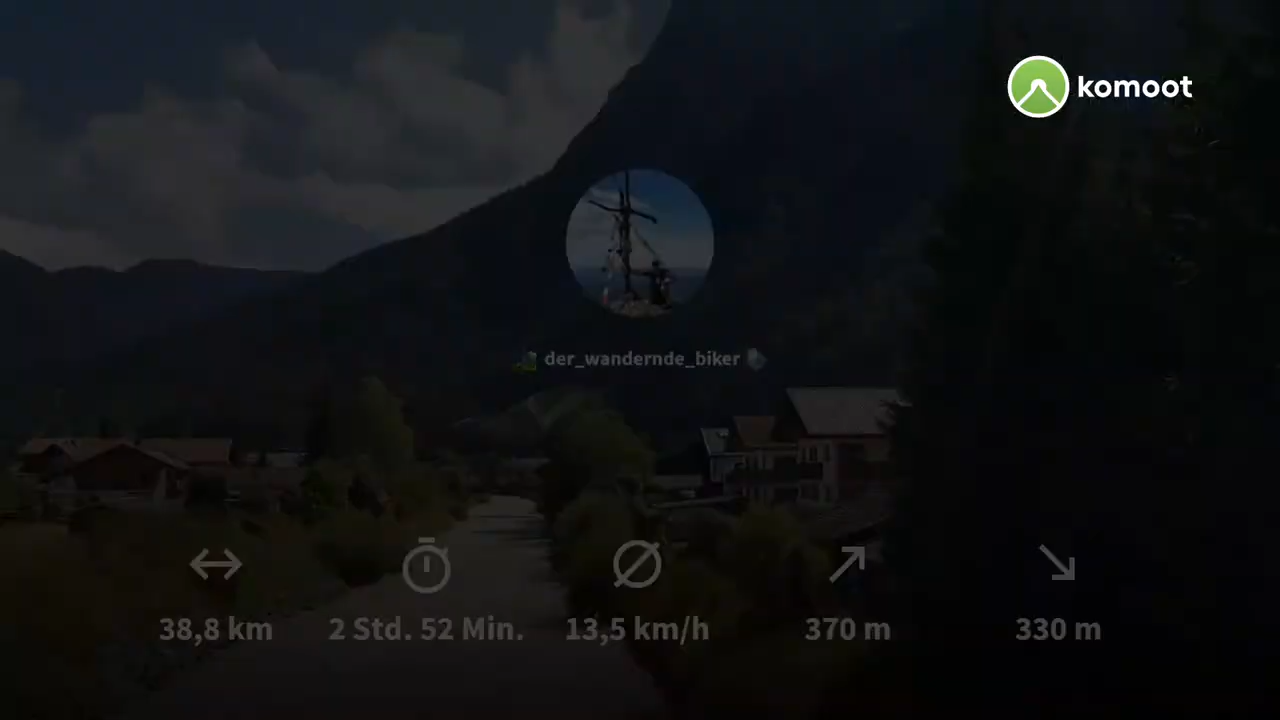 komoot
der_wandernde_biker
38,8 km
2 Std. 52 Min.
13,5 km/h
370 m
330 m